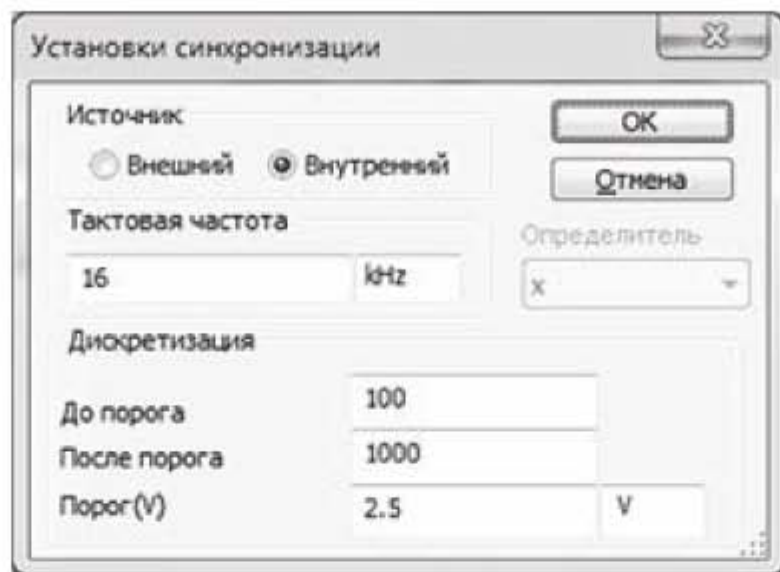 Установки синхронизации
Источник
Внешний
Внутренний
OK
Отмена
Тактовая частота
16
kHz
Определитель
x
Дискретизация
До порога
100
После порога
1000
Порог(V)
2.5
V